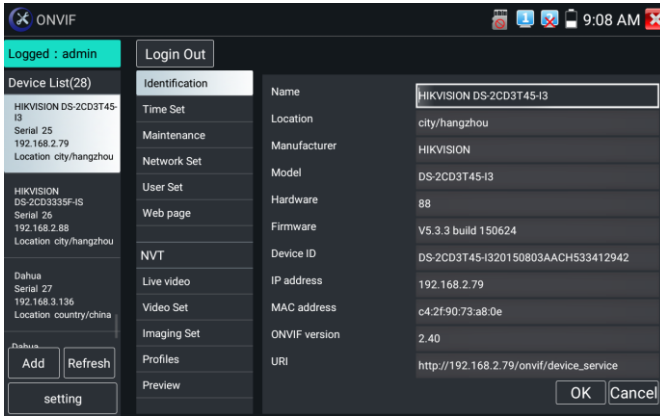 ONVIF
9:08 AM
Logged : admin
Login Out
Device List(28)
HIKVISION DS-2CD3T45-
I3
Serial 25
192.168.2.79
Location city/hangzhou
HIKVISION
DS-2CD3335F-IS
Serial 26
192.168.2.88
Location city/hangzhou
Dahua
Serial 27
192.168.3.136
Location country/china
Dahua
Add
Refresh
setting
Identification
Time Set
Maintenance
Network Set
User Set
Web page
NVT
Live video
Video Set
Imaging Set
Profiles
Preview
Name HIKVISION DS-2CD3T45-I3
Location city/hangzhou
Manufacturer HIKVISION
Model DS-2CD3T45-I3
Hardware 88
Firmware V5.3.3 build 150624
Device ID DS-2CD3T45-I320150803AACH533412942
IP address 192.168.2.79
MAC address c4:2f:90:73:a8:0e
ONVIF version 2.40
URI http://192.168.2.79/onvif/device_service
OK Cancel